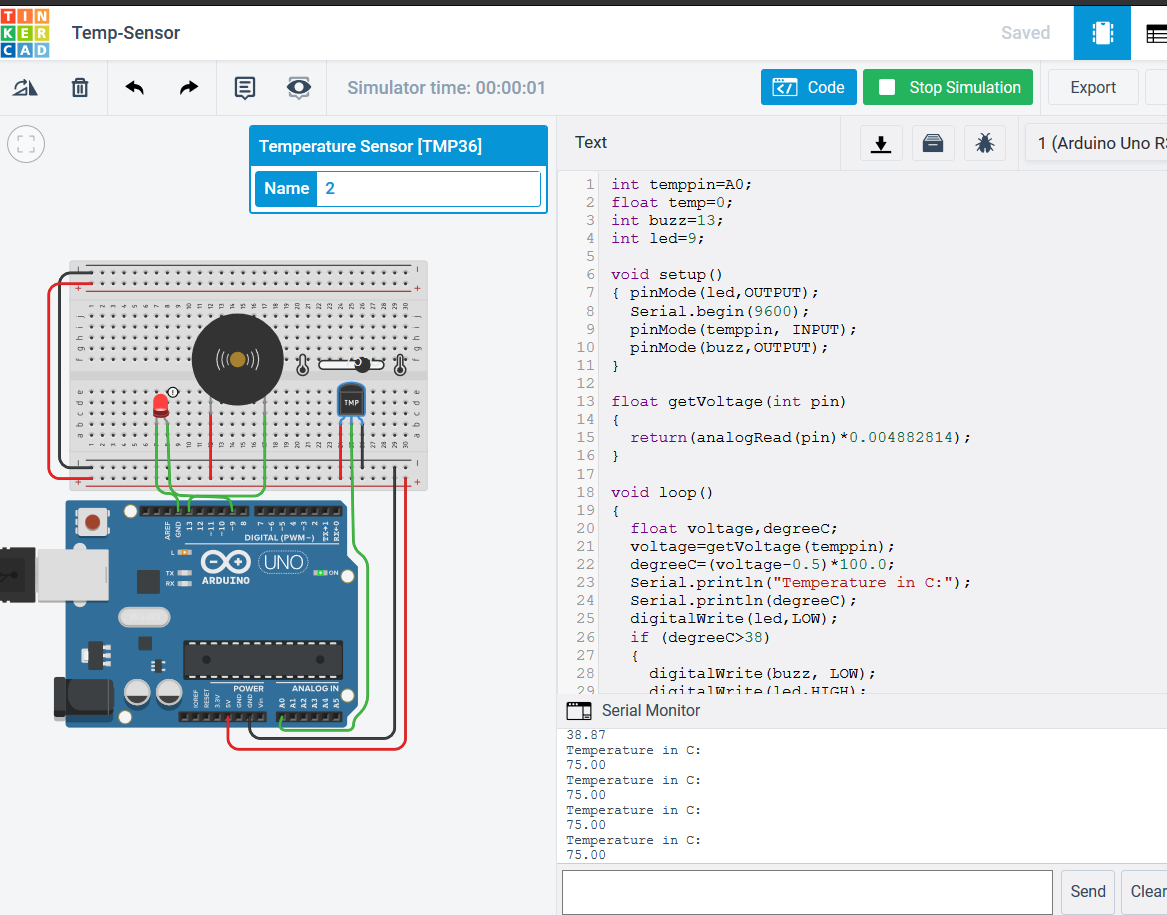 TINKERCAD
Temp-Sensor
Saved
Simulator time: 00:00:01
Code
Stop Simulation
Export
Temperature Sensor [TMP36]
Name 2
Text
1 (Arduino Uno R3
1 int temppin=A0;
2 float temp=0;
3 int buzz=13;
4 int led=9;
5
6 void setup()
7 { pinMode(led,OUTPUT);
8 Serial.begin(9600);
9 pinMode(temppin, INPUT);
10 pinMode(buzz,OUTPUT);
11 }
12
13 float getVoltage(int pin)
14 {
15 return(analogRead(pin)*0.004882814);
16 }
17
18 void loop()
19 {
20 float voltage,degreeC;
21 voltage=getVoltage(temppin);
22 degreeC=(voltage-0.5)*100.0;
23 Serial.println("Temperature in C:");
24 Serial.println(degreeC);
25 digitalWrite(led,LOW);
26 if (degreeC>38)
27 {
28 digitalWrite(buzz, LOW);
29 digitalWrite(led,HIGH);
TMP
AREF
GND
13
12
~11
~10
~9
8
7
~6
~5
4
~3
2
TX→1
RX←0
DIGITAL (PWM~)
L
TX
RX
ARDUINO
UNO
ON
IOREF
RESET
3.3V
5V
GND
GND
Vin
POWER
ANALOG IN
A0
A1
A2
A3
A4
A5
Serial Monitor
38.87
Temperature in C:
75.00
Temperature in C:
75.00
Temperature in C:
75.00
Temperature in C:
75.00
Send
Clear